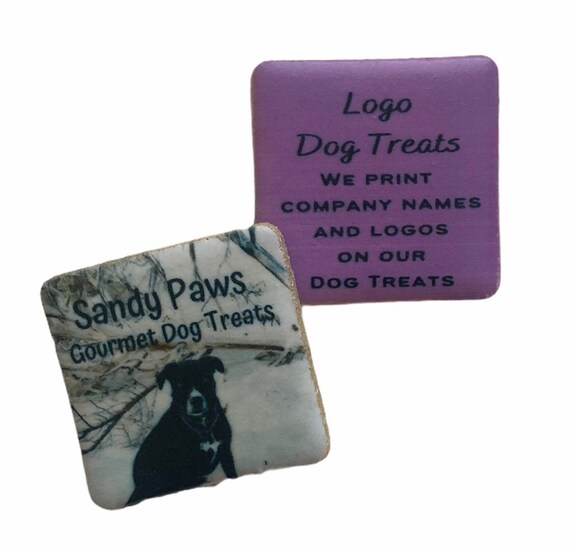 Logo
Dog Treats
WE PRINT
COMPANY NAMES
AND LOGOS
ON OUR
DOG TREATS
Sandy Paws
Gourmet Dog Treats